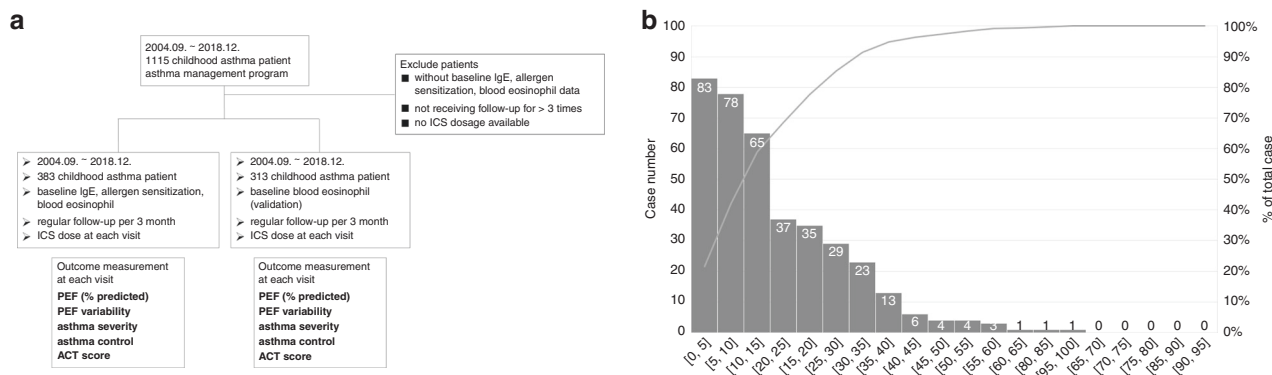 a
2004.09. ~ 2018.12.
1115 childhood asthma patient
asthma management program
Exclude patients
■ without baseline IgE, allergen
sensitization, blood eosinophil data
■ not receiving follow-up for > 3 times
■ no ICS dosage available
➢ 2004.09. ~ 2018.12.
➢ 383 childhood asthma patient
➢ baseline IgE, allergen sensitization,
blood eosinophil
➢ regular follow-up per 3 month
➢ ICS dose at each visit
➢ 2004.09. ~ 2018.12.
➢ 313 childhood asthma patient
➢ baseline blood eosinophil
(validation)
➢ regular follow-up per 3 month
➢ ICS dose at each visit
Outcome measurement
at each visit
PEF (% predicted)
PEF variability
asthma severity
asthma control
ACT score
Outcome measurement
at each visit
PEF (% predicted)
PEF variability
asthma severity
asthma control
ACT score
b
Case number
100
90
80
70
60
50
40
30
20
10
0
83
78
65
37
35
29
23
13
6
4
4
3
1
1
1
0
0
0
0
0
100%
90%
80%
70%
60%
50%
40%
30%
20%
10%
0%
% of total case
[0, 5]
[5, 10]
[10, 15]
[20, 25]
[15, 20]
[25, 30]
[30, 35]
[35, 40]
[40, 45]
[45, 50]
[50, 55]
[55, 60]
[60, 65]
[80, 85]
[95, 100]
[65, 70]
[70, 75]
[75, 80]
[85, 90]
[90, 95]